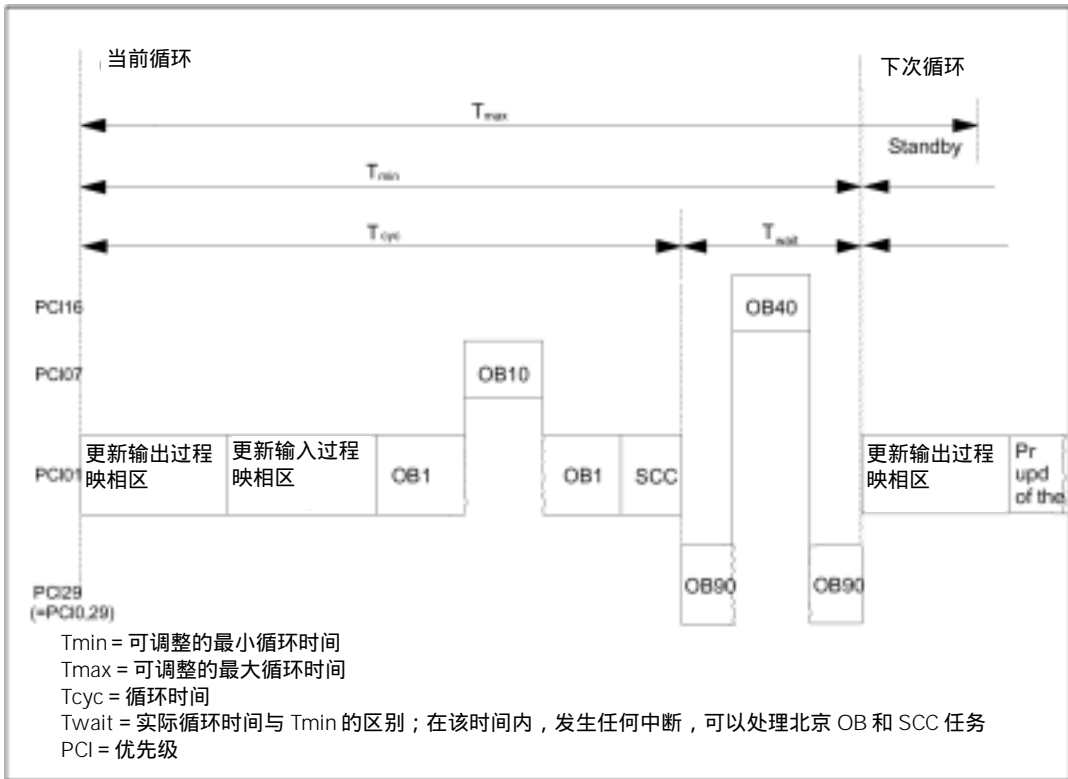 当前循环
下次循环
Tmax
Standby
Tmin
Tcyc
Twait
PCI16
OB40
PCI07
OB10
PCI01
更新输出过程
映相区
更新输入过程
映相区
OB1
OB1
SCC
更新输出过程
映相区
Pr
upd
of the
PCI29
(=PCI0,29)
OB90
OB90
Tmin = 可调整的最小循环时间
Tmax = 可调整的最大循环时间
Tcyc = 循环时间
Twait = 实际循环时间与 Tmin 的区别；在该时间内，发生任何中断，可以处理北京 OB 和 SCC 任务
PCI = 优先级